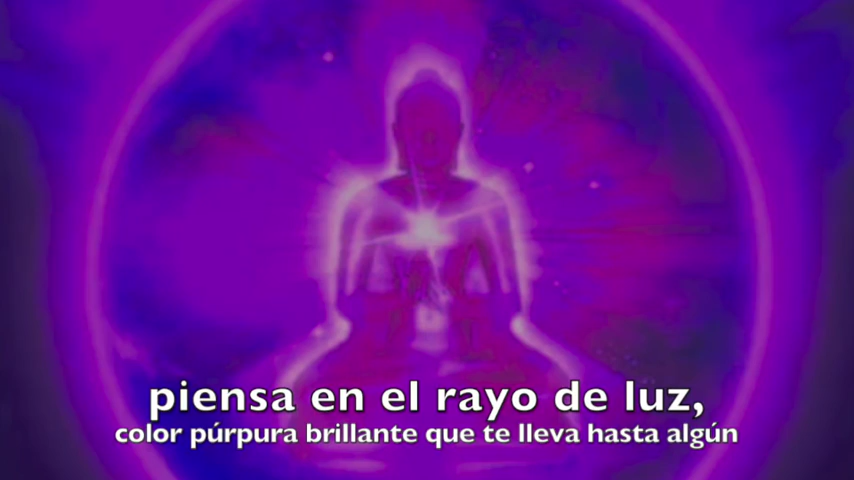 piensa en el rayo de luz,
color púrpura brillante que te lleva hasta algún